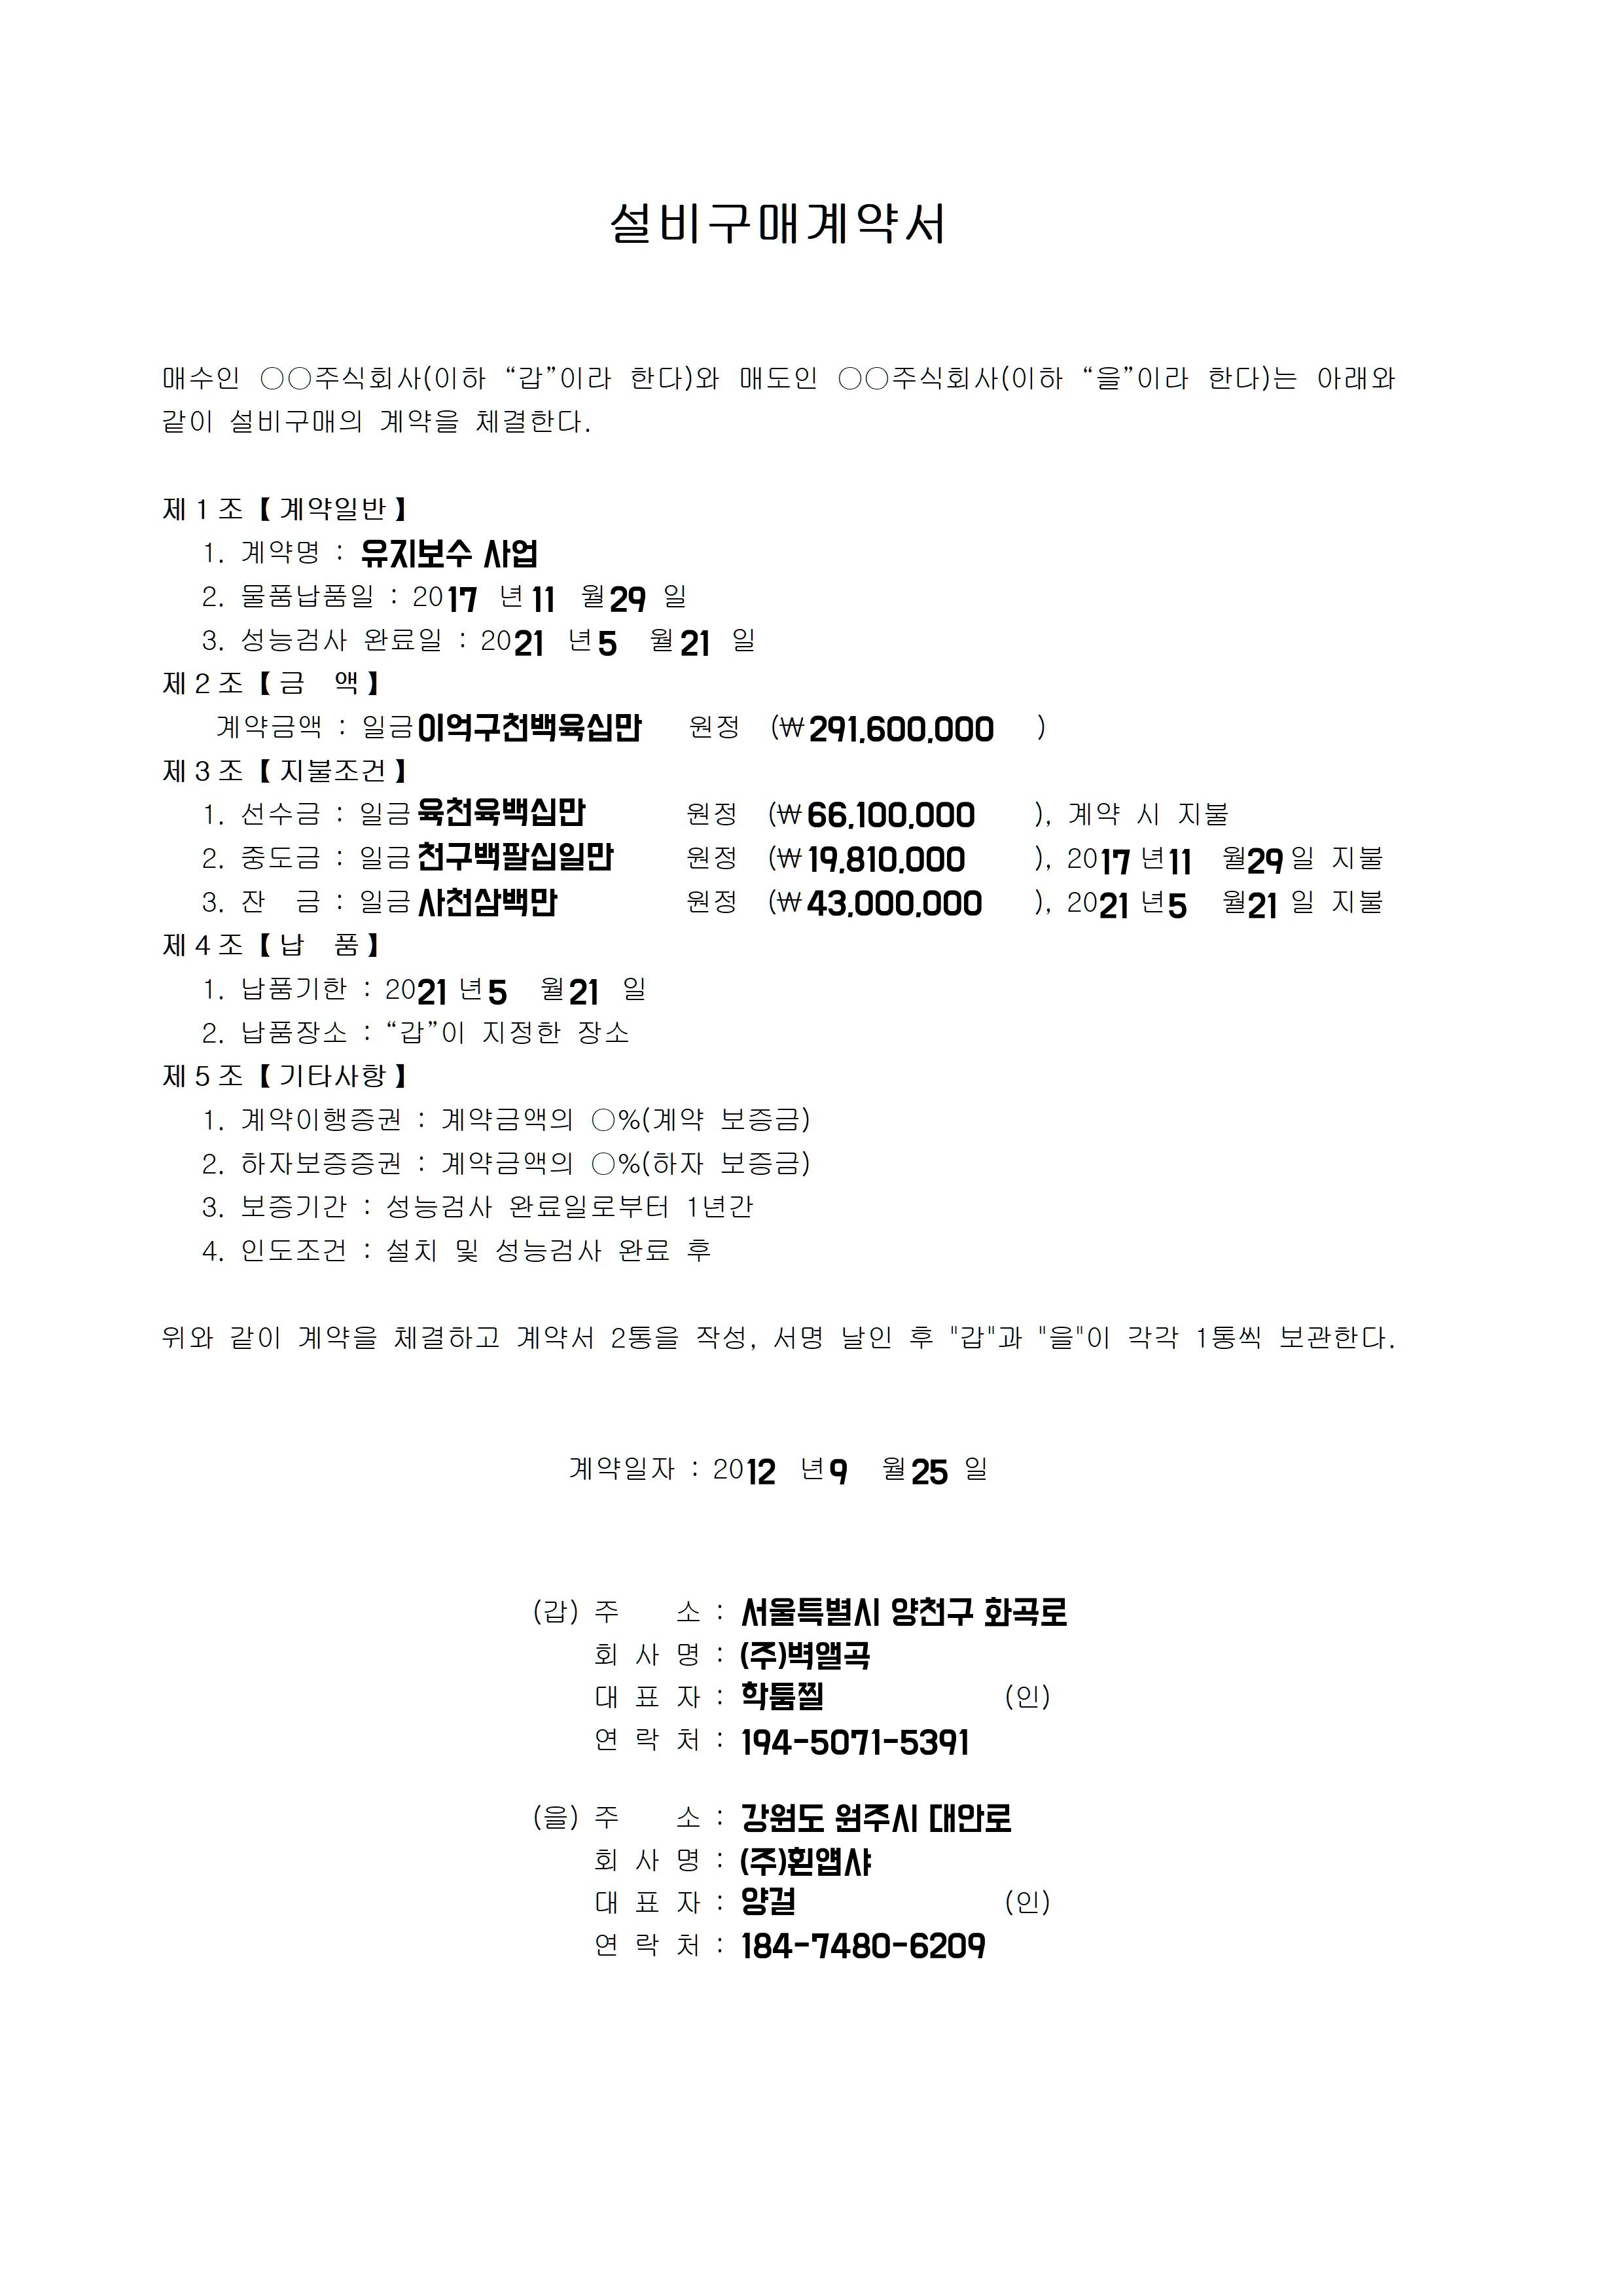 설비구매계약서
매수인 ○○주식회사(이하 “갑”이라 한다)와 매도인 ○○주식회사(이하 “을”이라 한다)는 아래와
같이 설비구매의 계약을 체결한다.
제1조【계약일반】
1. 계약명 : 유지보수 사업
2. 물품납품일 : 2017 년 11 월 29 일
3. 성능검사 완료일 : 2021 년 5 월 21 일
제2조【금 액】
계약금액 : 일금 이억구천백육십만 원정 (₩291,600,000 )
제3조【지불조건】
1. 선수금 : 일금 육천육백십만 원정 (₩66,100,000 ), 계약 시 지불
2. 중도금 : 일금 천구백팔십일만 원정 (₩19,810,000 ), 2017 년 11 월 29 일 지불
3. 잔 금 : 일금 사천삼백만 원정 (₩43,000,000 ), 2021 년 5 월 21 일 지불
제4조【납 품】
1. 납품기한 : 2021 년 5 월 21 일
2. 납품장소 : “갑”이 지정한 장소
제5조【기타사항】
1. 계약이행증권 : 계약금액의 ○%(계약 보증금)
2. 하자보증증권 : 계약금액의 ○%(하자 보증금)
3. 보증기간 : 성능검사 완료일로부터 1년간
4. 인도조건 : 설치 및 성능검사 완료 후
위와 같이 계약을 체결하고 계약서 2통을 작성, 서명 날인 후 "갑"과 "을"이 각각 1통씩 보관한다.
계약일자 : 2012 년 9 월 25 일
(갑) 주 소 : 서울특별시 양천구 화곡로
회 사 명 : (주)벽앨곡
대 표 자 : 학툼찔 (인)
연 락 처 : 194-5071-5391
(을) 주 소 : 강원도 원주시 대안로
회 사 명 : (주)횐앱샤
대 표 자 : 양걸 (인)
연 락 처 : 184-7480-6209